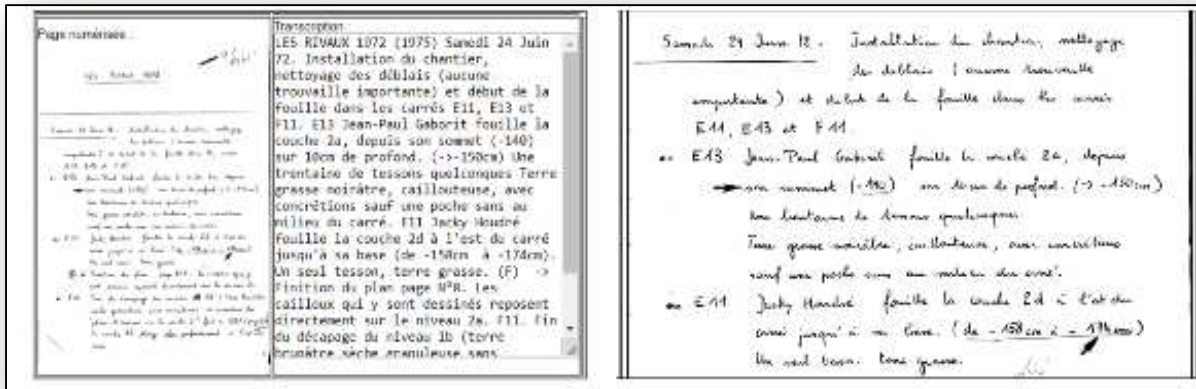 Page numérisée :
Transcription :
LES RIVAUX 1972 (1975) Samedi 24 Juin
72. Installation du chantier,
nettoyage des déblais (aucune
trouvaille importante) et début de la
fouille dans les carrés E11, E13 et
F11. E13 Jean-Paul Gaborit fouille la
couche 2a, depuis son sommet (-140)
sur 10cm de profond. (->-150cm) Une
trentaine de tessons quelconques Terre
grasse noirâtre, caillouteuse, avec
concrétions sauf une poche sans au
milieu du carré. E11 Jacky Houdré
fouille la couche 2d à l'est du carré
jusqu'à sa base (de -158cm à -174cm).
Un seul tesson, terre grasse. (F) ->
Finition du plan page N°8. Les
cailloux qui y sont dessinés reposent
directement sur le niveau 2a. F11. Fin
du décapage du niveau 1b (terre
brunâtre sèche granuleuse sans
Samedi 24 Juin 72. Installation du chantier, nettoyage
des déblais (aucune trouvaille
importante) et début de la fouille dans les carrés
E11, E13 et F11.
E13 Jean-Paul Gaborit fouille la couche 2a, depuis
son sommet (-140) sur 10 cm de profond. (-> -150cm)
Une trentaine de tessons quelconques.
Terre grasse noirâtre, caillouteuse, avec concrétions
sauf une poche sans au milieu du carré.
E11 Jacky Houdré fouille la couche 2d à l'est du
carré jusqu'à sa base. (de -158 cm à -174cm)
Un seul tesson. terre grasse.